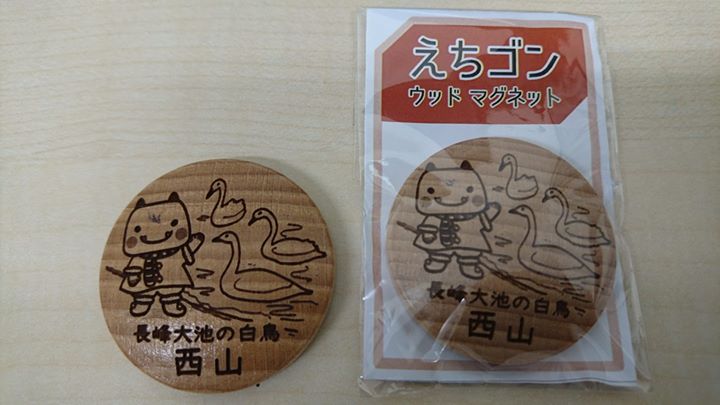 えちゴン
ウッド マグネット
長峰大池の白鳥
西山
長峰大池の白鳥
西山